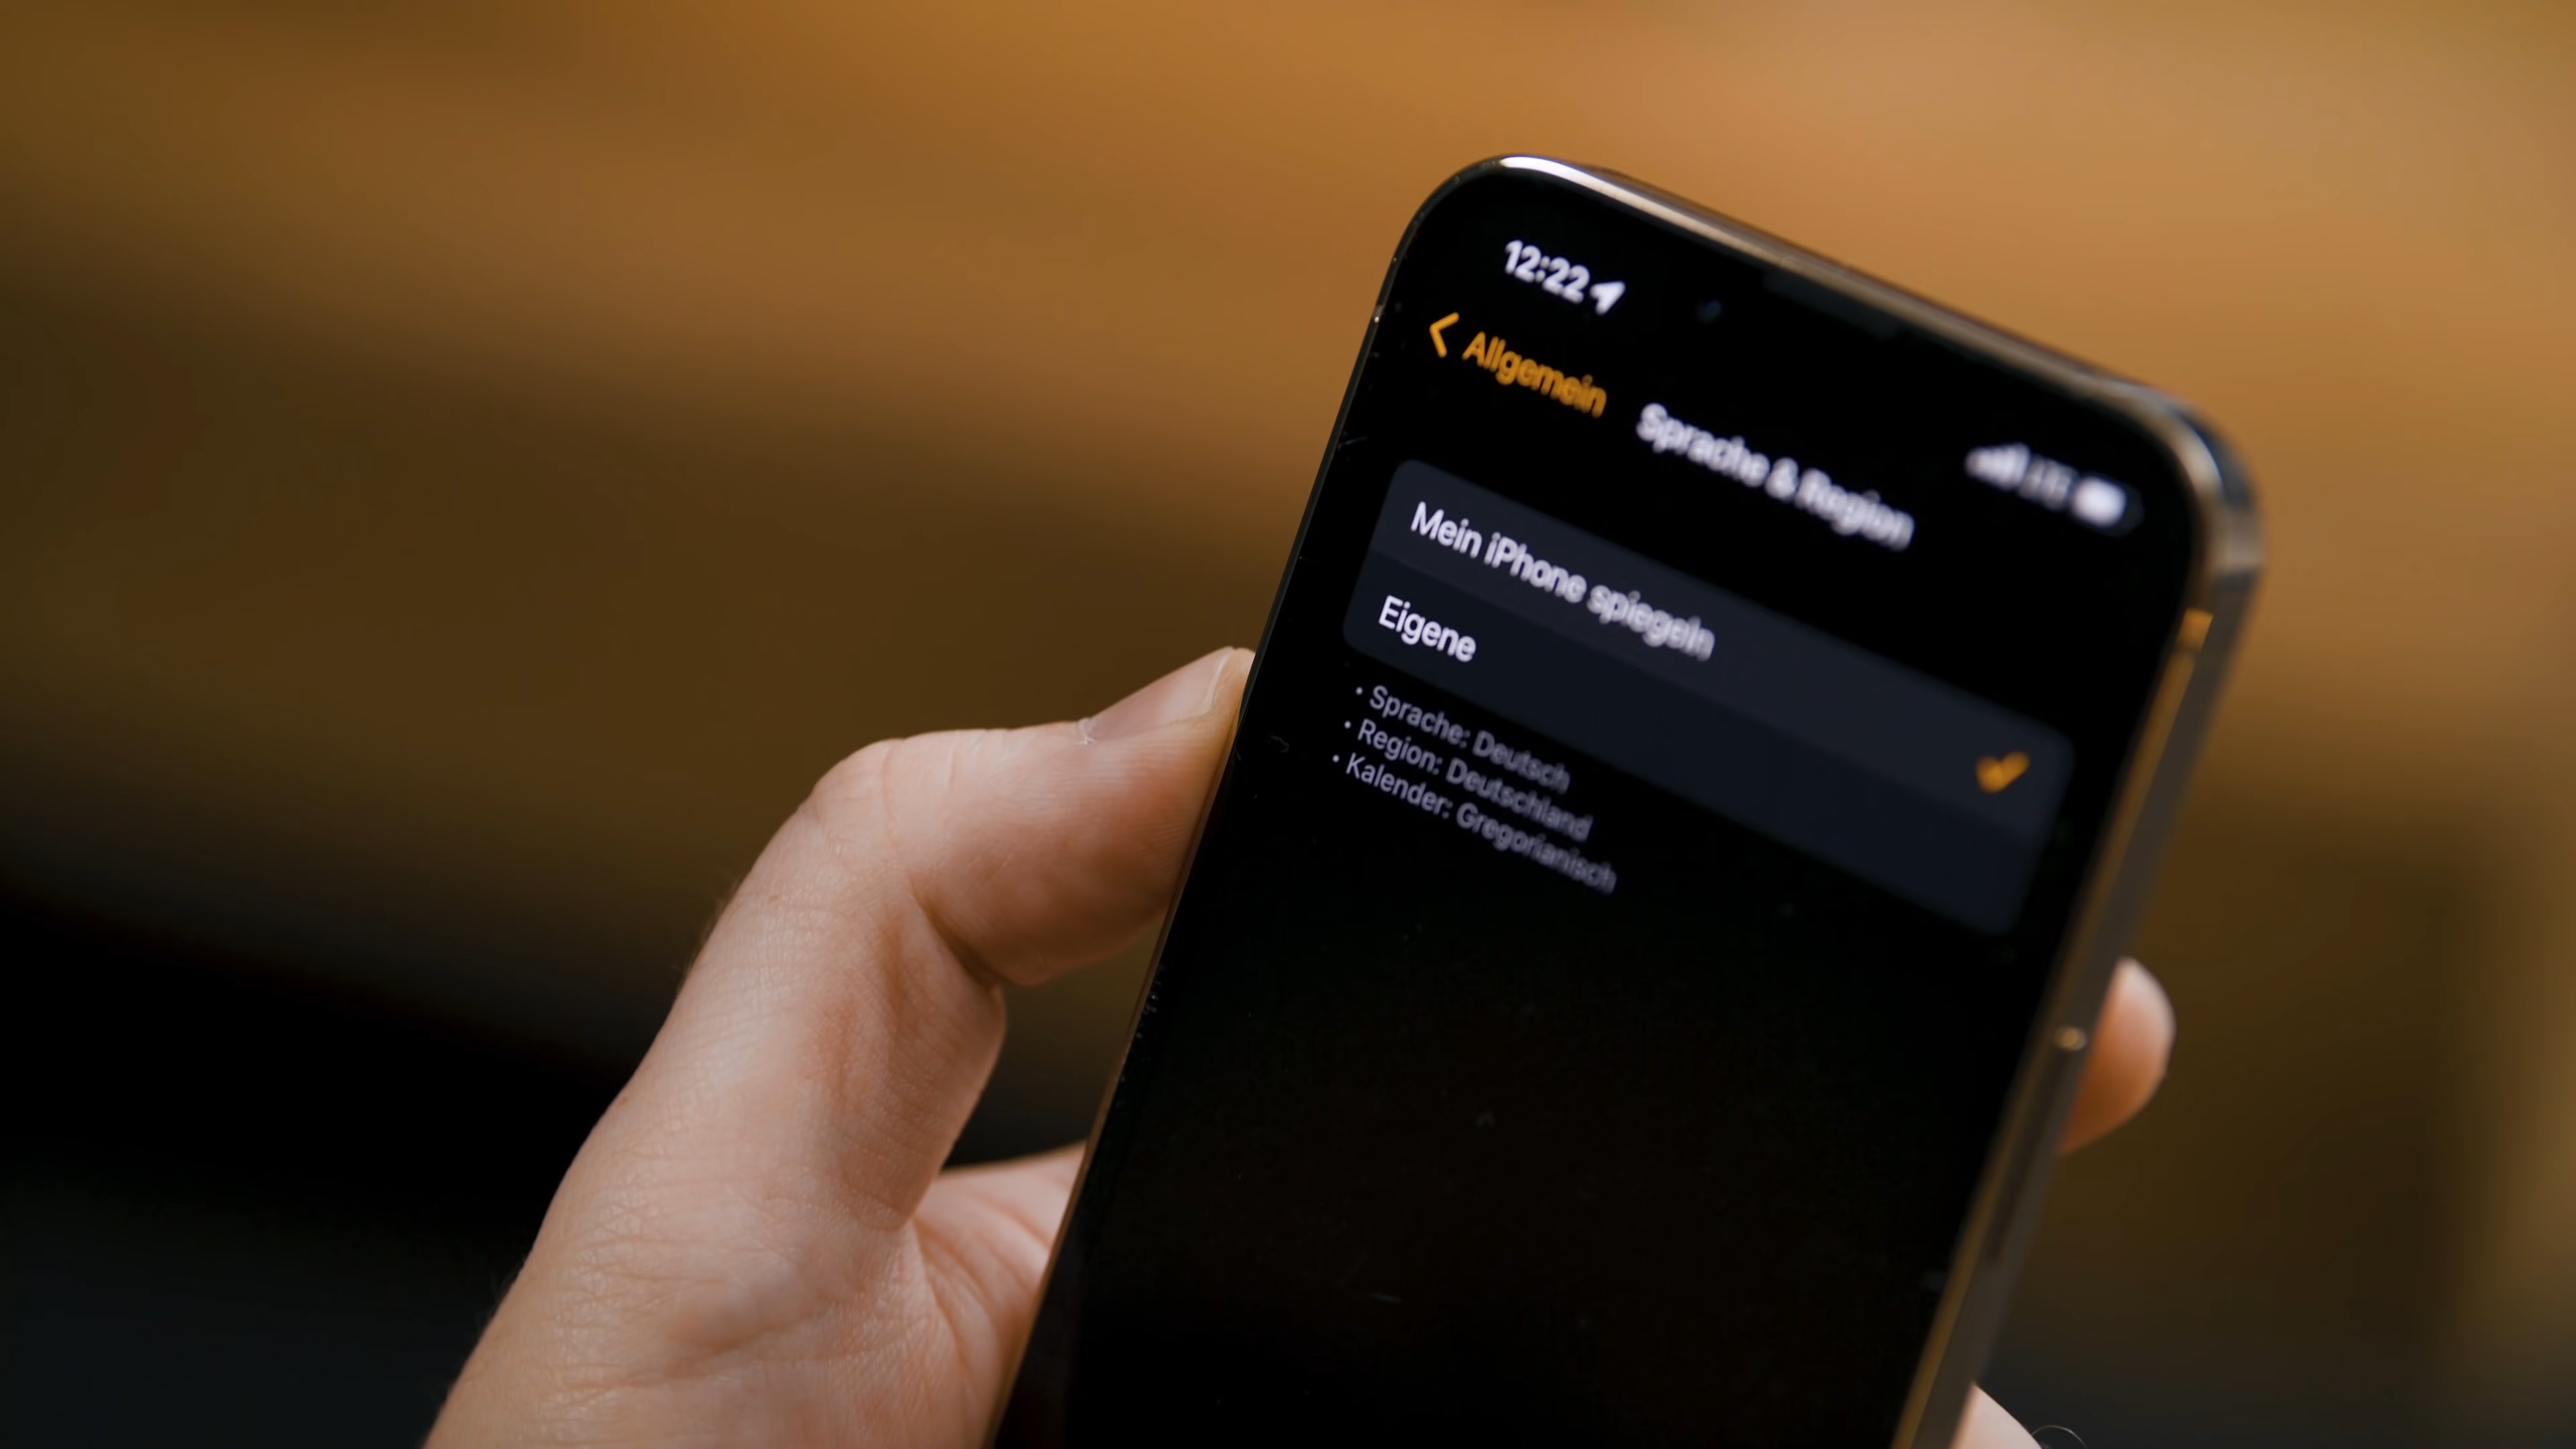 12:22
Allgemein
Sprache & Region
Mein iPhone spiegeln
Eigene
• Sprache: Deutsch
• Region: Deutschland
• Kalender: Gregorianisch